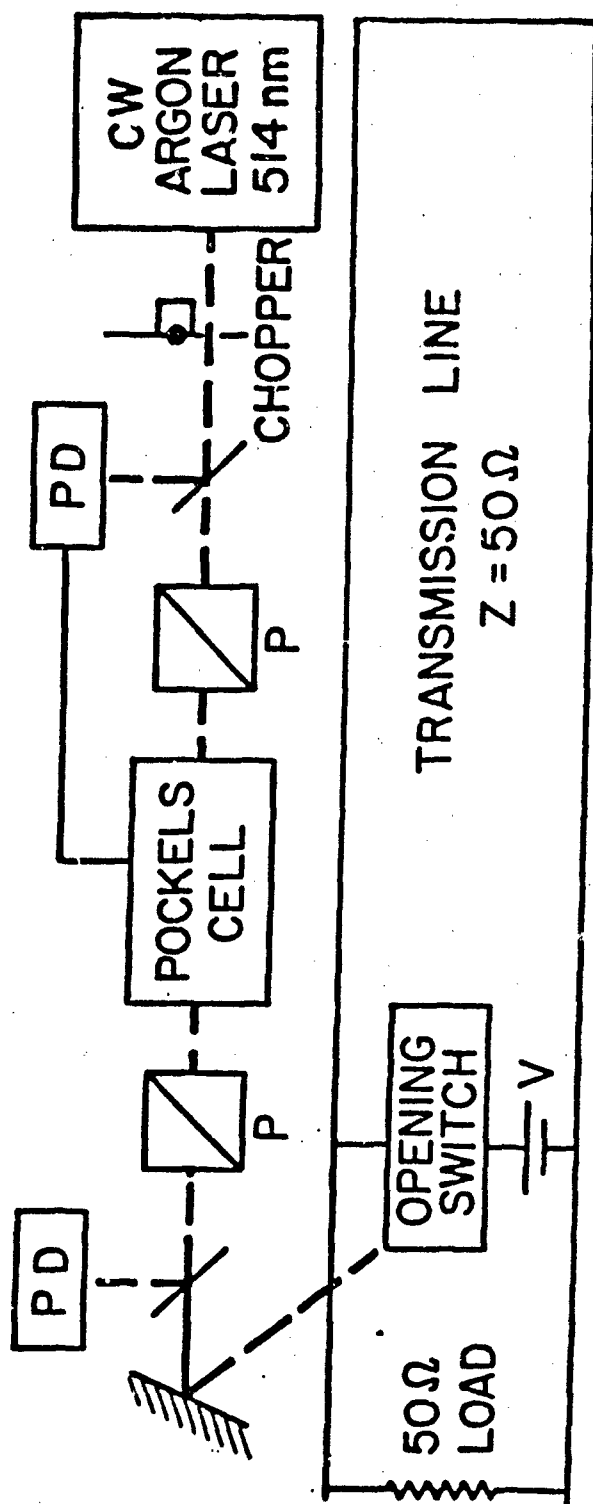 PD
P
POCKELS
CELL
P
PD
CHOPPER
CW
ARGON
LASER
514 nm
50Ω
LOAD
OPENING
SWITCH
V
TRANSMISSION LINE
Z = 50Ω